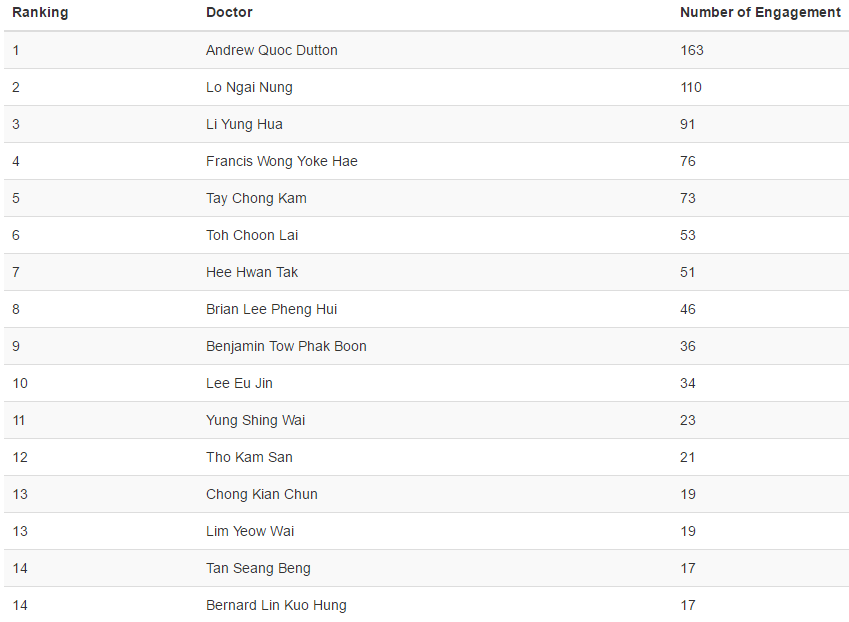 Ranking Doctor Number of Engagement
1 Andrew Quoc Dutton 163
2 Lo Ngai Nung 110
3 Li Yung Hua 91
4 Francis Wong Yoke Hae 76
5 Tay Chong Kam 73
6 Toh Choon Lai 53
7 Hee Hwan Tak 51
8 Brian Lee Pheng Hui 46
9 Benjamin Tow Phak Boon 36
10 Lee Eu Jin 34
11 Yung Shing Wai 23
12 Tho Kam San 21
13 Chong Kian Chun 19
13 Lim Yeow Wai 19
14 Tan Seang Beng 17
14 Bernard Lin Kuo Hung 17